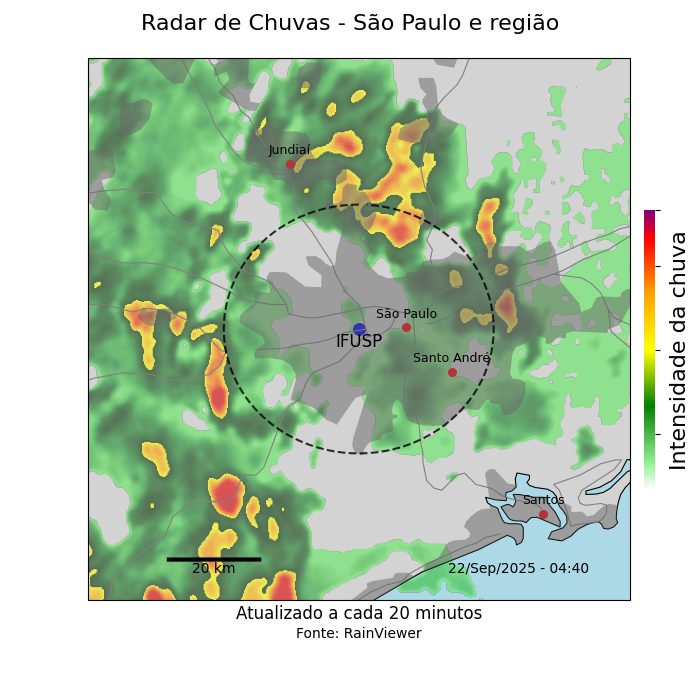 Radar de Chuvas - São Paulo e região
Jundiaí
São Paulo
IFUSP
Santo André
Santos
20 km
22/Sep/2025 - 04:40
Intensidade da chuva
Atualizado a cada 20 minutos
Fonte: RainViewer